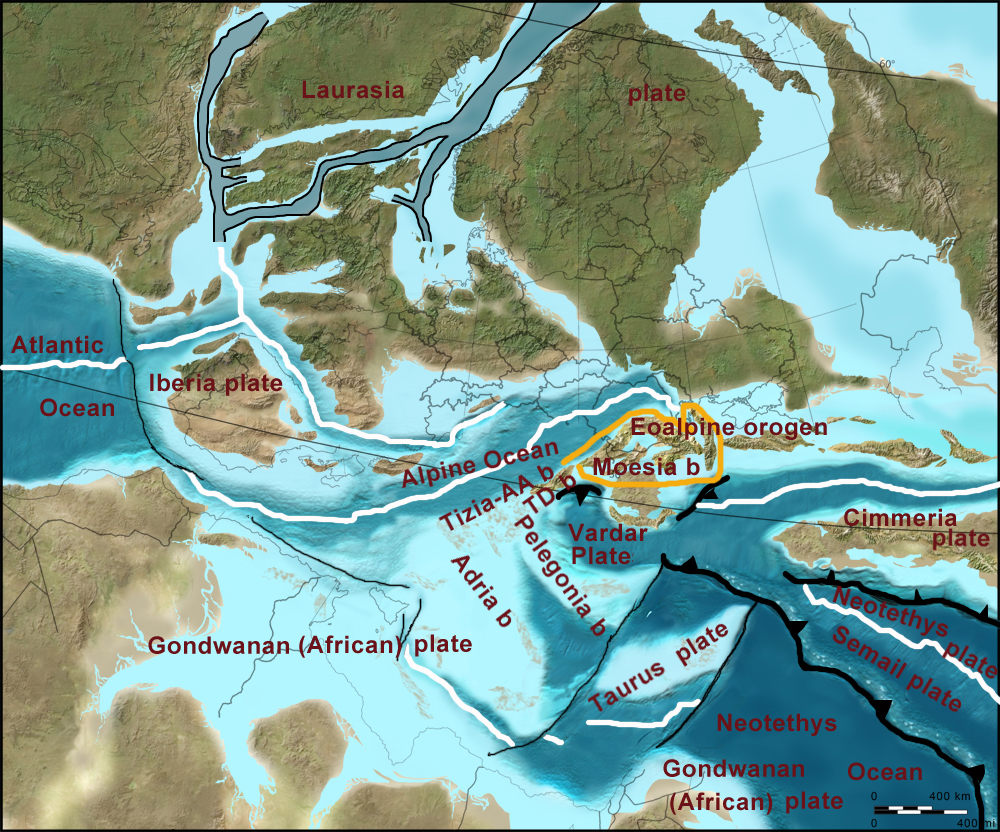 60°
Laurasia
plate
Atlantic
Ocean
Iberia plate
Eoalpine orogen
Alpine Ocean
Moesia b
Tizia-AA b
TD b
Vardar
Plate
Cimmeria
plate
Pelegonia b
Adria b
Neotethys
plate
Semail plate
Gondwanan (African) plate
Taurus plate
Neotethys
Ocean
Gondwanan
(African) plate
0 400 km
0 400 mi